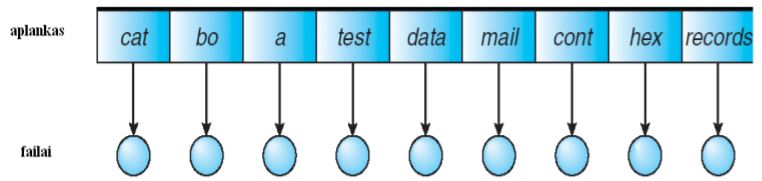 aplankas
cat bo a test data mail cont hex records
failai